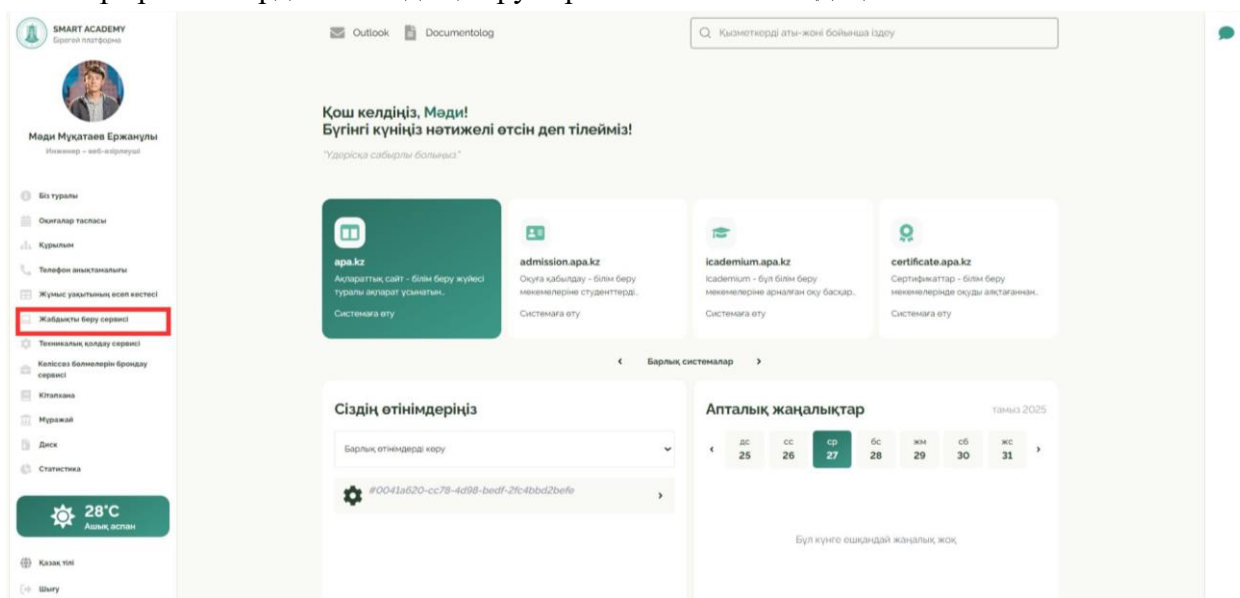 SMART ACADEMY
Бірегей платформа
Outlook
Documentolog
Қызметкерді аты-жөні бойынша іздеу
Мәди Мұқатаев Ержанұлы
Инженер – веб-әзірлеуші
Қош келдіңіз, Мәди!
Бүгінгі күніңіз нәтижелі өтсін деп тілейміз!
"Үдеріске сабырлы болыңыз."
Біз туралы
Оқиғалар таспасы
Құрылым
Телефон анықтамалығы
Жұмыс уақытының есеп кестесі
Жабдықты беру сервисі
Техникалық қолдау сервисі
Келіссөз бөлмелерін брондау
сервисі
Кітапхана
Мұражай
Диск
Статистика
28°C
Ашық аспан
Қазақ тілі
Шығу
apa.kz
Ақпараттық сайт - білім беру жүйесі
туралы ақпарат ұсынатын..
Системаға өту
admission.apa.kz
Оқуға қабылдау - білім беру
мекемелеріне студенттерді..
Системаға өту
icademium.apa.kz
Icademium - бұл білім беру
мекемелеріне арналған оқу басқар..
Системаға өту
certificate.apa.kz
Сертификаттар - білім беру
мекемелерінде оқуды аяқтағаннан..
Системаға өту
‹ Барлық системалар ›
Сіздің өтінімдеріңіз
Барлық өтінімдерді көру
#0041a620-cc78-4d98-bedf-2fc4bbd2befe
Апталық жаңалықтар
тамыз 2025
дс сс ср бс жм сб жс
25 26 27 28 29 30 31
Бұл күнге ешқандай жаңалық жоқ